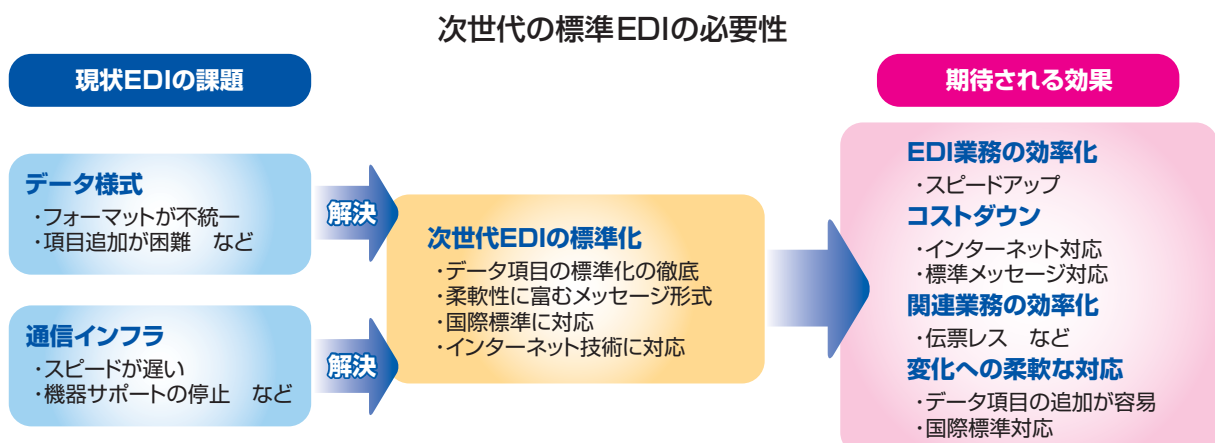 次世代の標準EDIの必要性
現状EDIの課題
データ様式
・フォーマットが不統一
・項目追加が困難　など
解決
通信インフラ
・スピードが遅い
・機器サポートの停止　など
解決
次世代EDIの標準化
・データ項目の標準化の徹底
・柔軟性に富むメッセージ形式
・国際標準に対応
・インターネット技術に対応
期待される効果
EDI業務の効率化
・スピードアップ
コストダウン
・インターネット対応
・標準メッセージ対応
関連業務の効率化
・伝票レス　など
変化への柔軟な対応
・データ項目の追加が容易
・国際標準対応